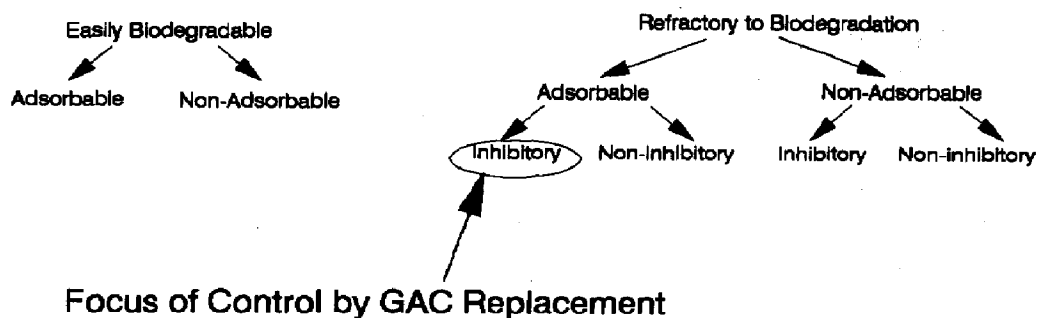 Easily Biodegradable
Refractory to Biodegradation
Adsorbable Non-Adsorbable
Adsorbable Non-Adsorbable
Inhibitory Non-Inhibitory Inhibitory Non-inhibitory
Focus of Control by GAC Replacement